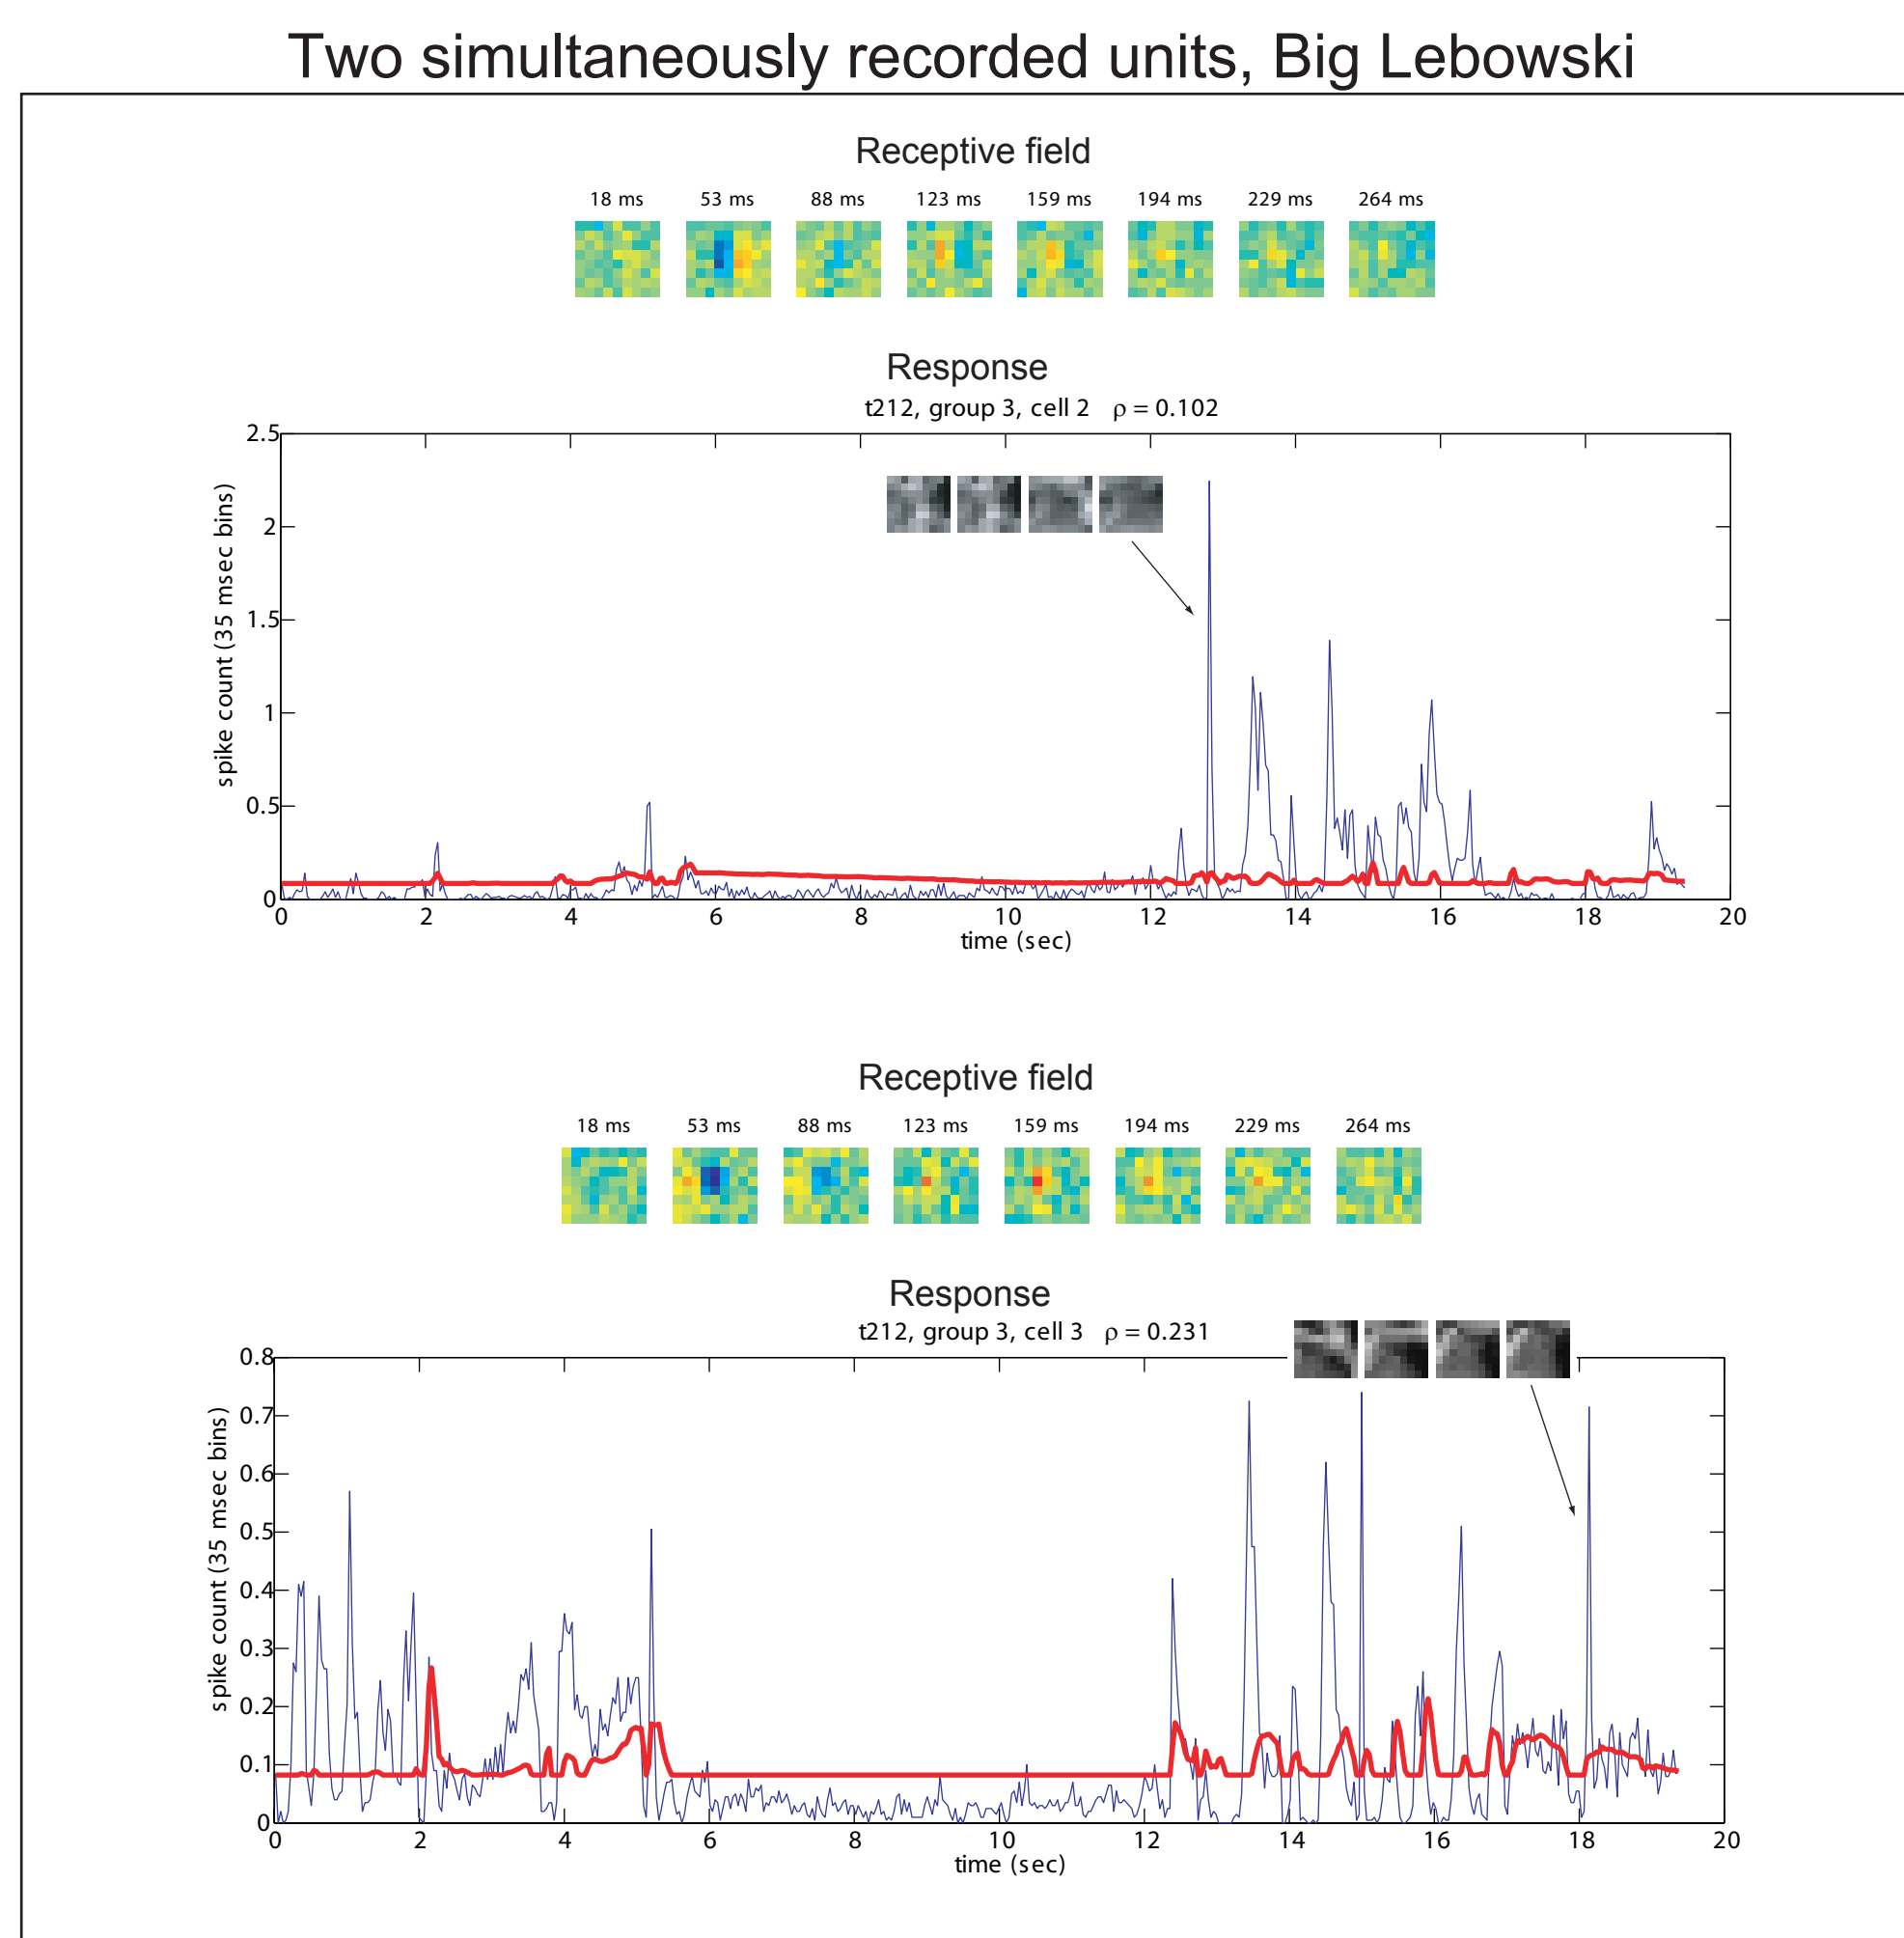 Two simultaneously recorded units, Big Lebowski
Receptive field
18 ms 53 ms 88 ms 123 ms 159 ms 194 ms 229 ms 264 ms
Response
t212, group 3, cell 2 ρ = 0.102
2.5
2
1.5
1
0.5
0
spike count (35 msec bins)
0 2 4 6 8 10 12 14 16 18 20
time (sec)
Receptive field
18 ms 53 ms 88 ms 123 ms 159 ms 194 ms 229 ms 264 ms
Response
t212, group 3, cell 3 ρ = 0.231
0.8
0.7
0.6
0.5
0.4
0.3
0.2
0.1
0
spike count (35 msec bins)
0 2 4 6 8 10 12 14 16 18 20
time (sec)